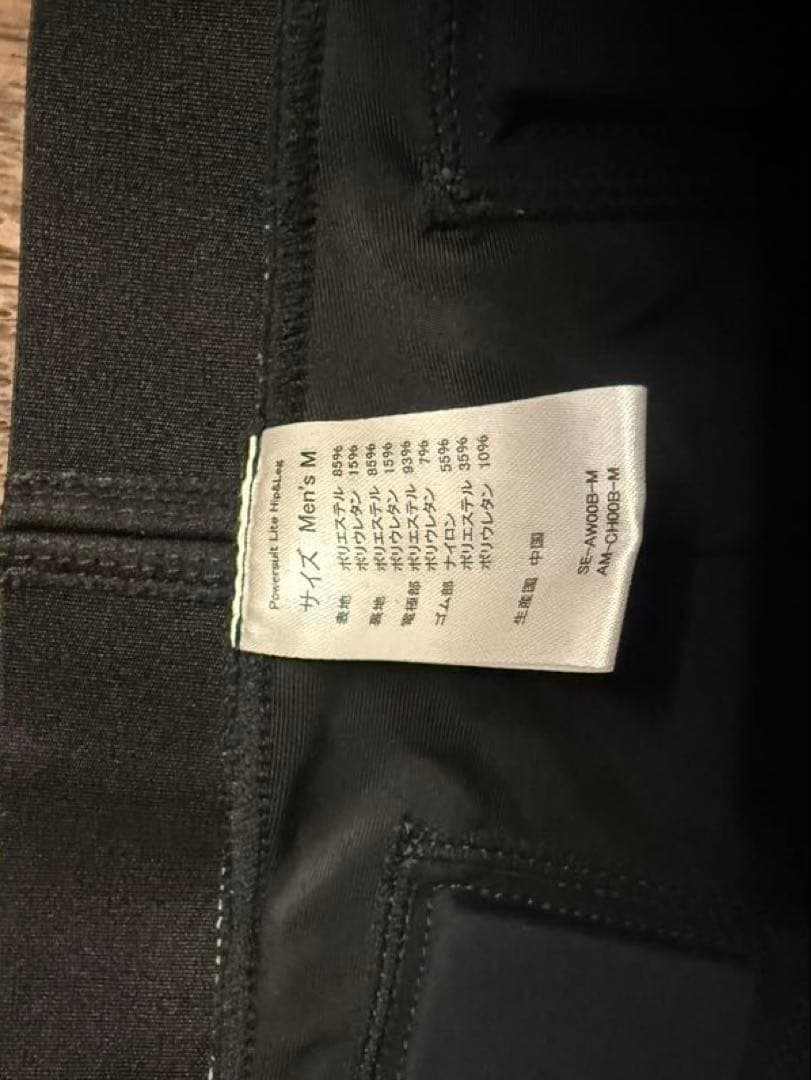 Powersuit Lite Hip&Leg
サイズ Men's M
表地 ポリエステル 85%
ポリウレタン 15%
裏地 ポリエステル 85%
ポリウレタン 15%
電極部 ポリエステル 93%
ポリウレタン 7%
ゴム部 ナイロン 55%
ポリエステル 35%
ポリウレタン 10%
生産国 中国
SE-AW00B-M
AM-CH00B-M